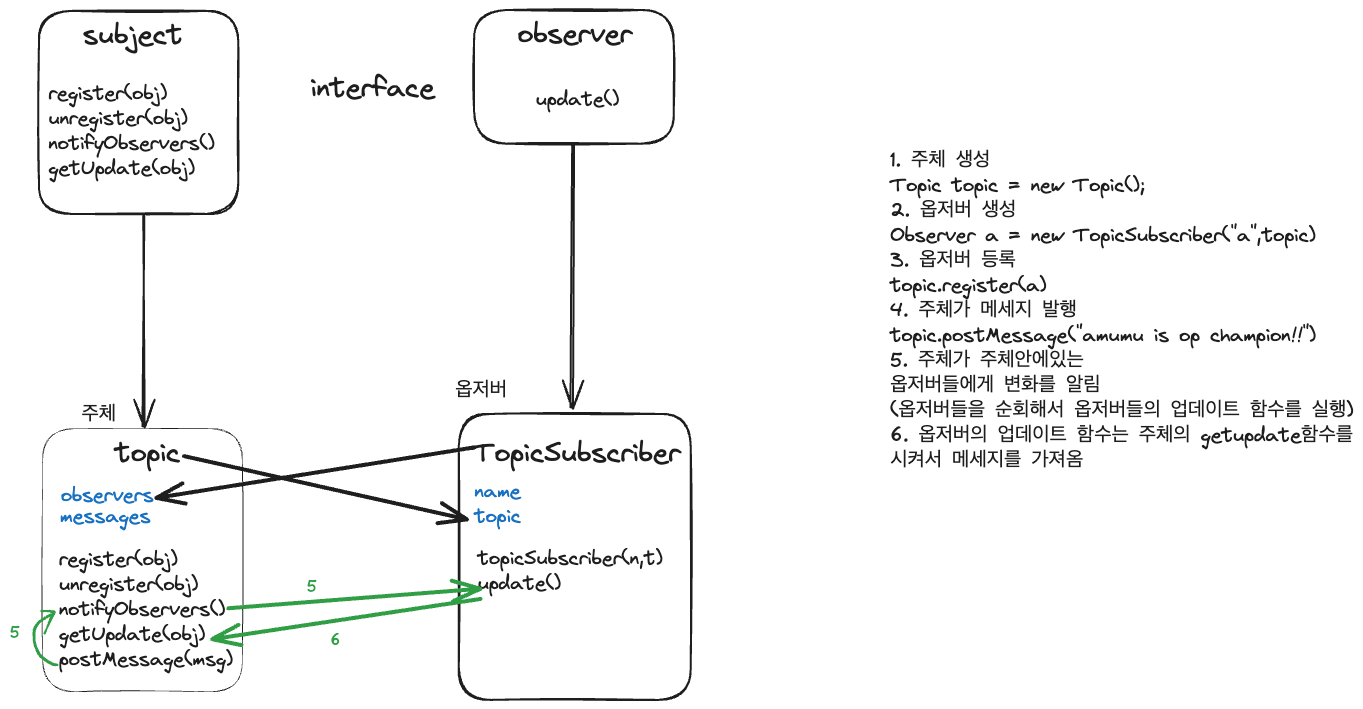 subject
register(obj)
unregister(obj)
notifyObservers()
getUpdate(obj)
interface
observer
update()
주체
topic
observers
messages
register(obj)
unregister(obj)
notifyObservers()
getUpdate(obj)
postMessage(msg)
5
5
6
옵저버
TopicSubscriber
name
topic
topicSubscriber(n,t)
update()
1. 주체 생성
Topic topic = new Topic();
2. 옵저버 생성
Observer a = new TopicSubscriber("a",topic)
3. 옵저버 등록
topic.register(a)
4. 주체가 메세지 발행
topic.postMessage("amumu is op champion!!")
5. 주체가 주체안에있는
옵저버들에게 변화를 알림
(옵저버들을 순회해서 옵저버들의 업데이트 함수를 실행)
6. 옵저버의 업데이트 함수는 주체의 getupdate함수를
시켜서 메세지를 가져옴